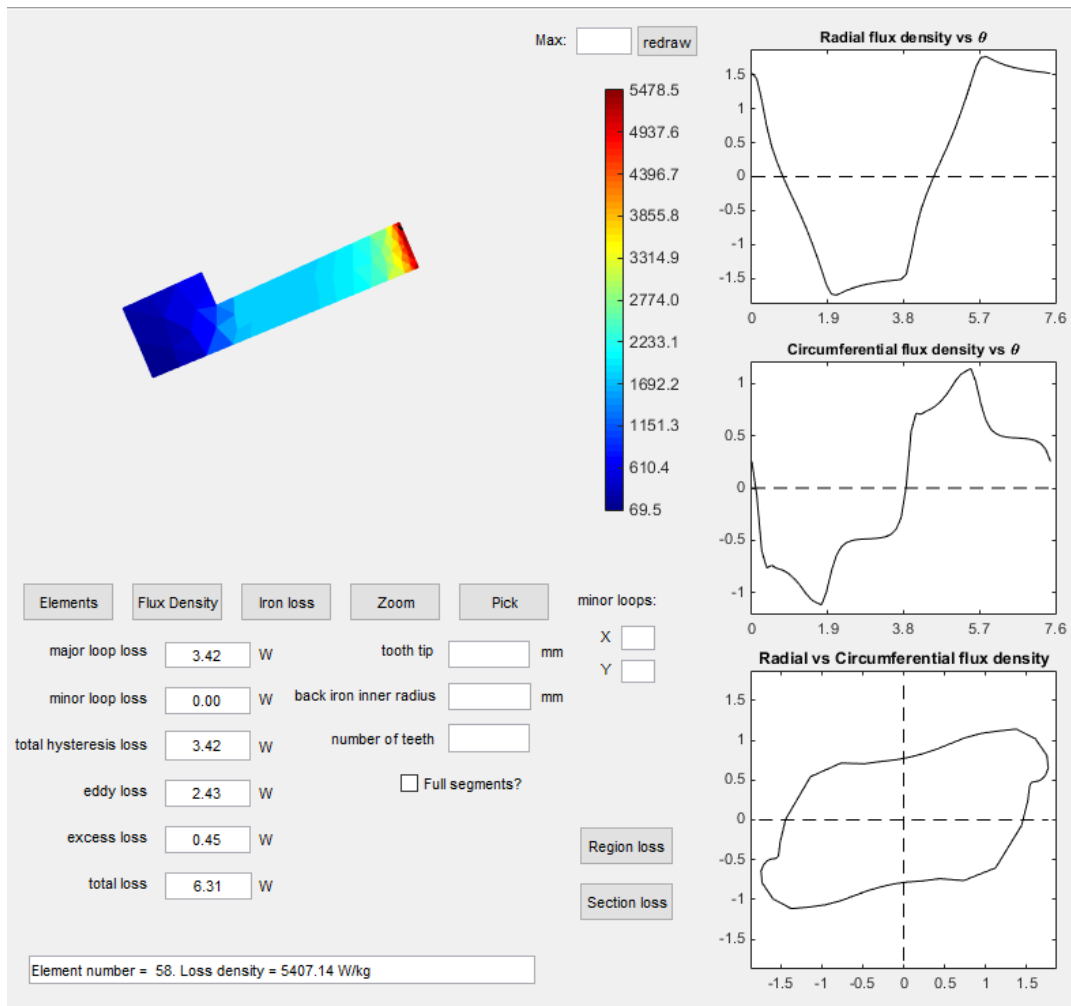 Max: redraw
5478.5
4937.6
4396.7
3855.8
3314.9
2774.0
2233.1
1692.2
1151.3
610.4
69.5
Radial flux density vs θ
1.5
1
0.5
0
-0.5
-1
-1.5
0 1.9 3.8 5.7 7.6
Circumferential flux density vs θ
1
0.5
0
-0.5
-1
0 1.9 3.8 5.7 7.6
Radial vs Circumferential flux density
1.5
1
0.5
0
-0.5
-1
-1.5
-1.5 -1 -0.5 0 0.5 1 1.5
Elements Flux Density Iron loss Zoom Pick
minor loops:
X
Y
major loop loss 3.42 W
minor loop loss 0.00 W
total hysteresis loss 3.42 W
eddy loss 2.43 W
excess loss 0.45 W
total loss 6.31 W
tooth tip mm
back iron inner radius mm
number of teeth
Full segments?
Region loss
Section loss
Element number = 58. Loss density = 5407.14 W/kg